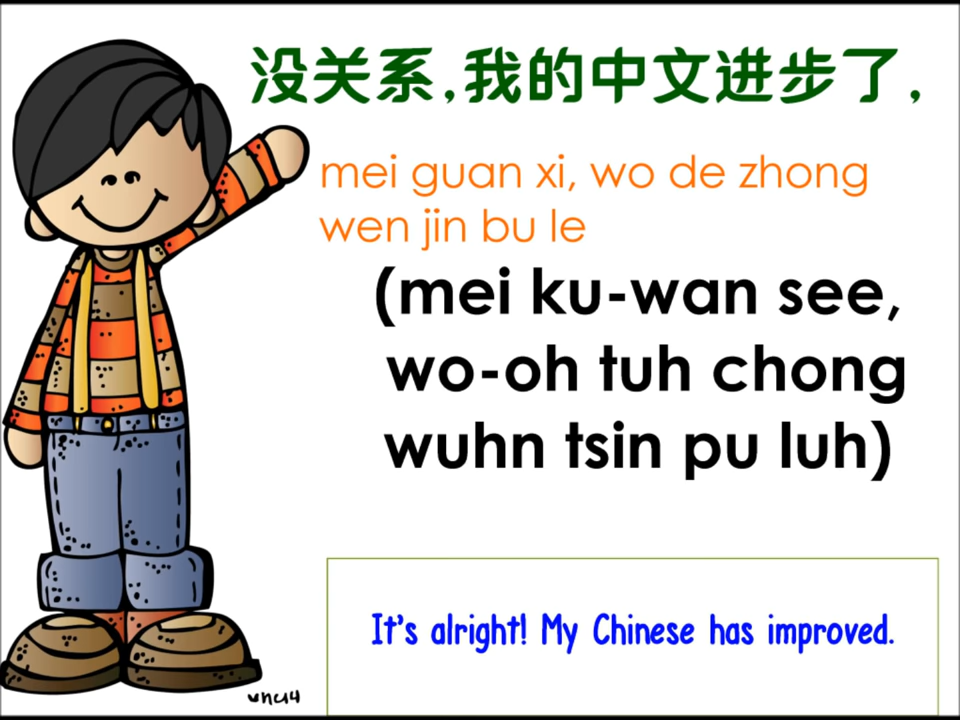 没关系,我的中文进步了,
mei guan xi, wo de zhong
wen jin bu le
(mei ku-wan see,
wo-oh tuh chong
wuhn tsin pu luh)
It's alright! My Chinese has improved.